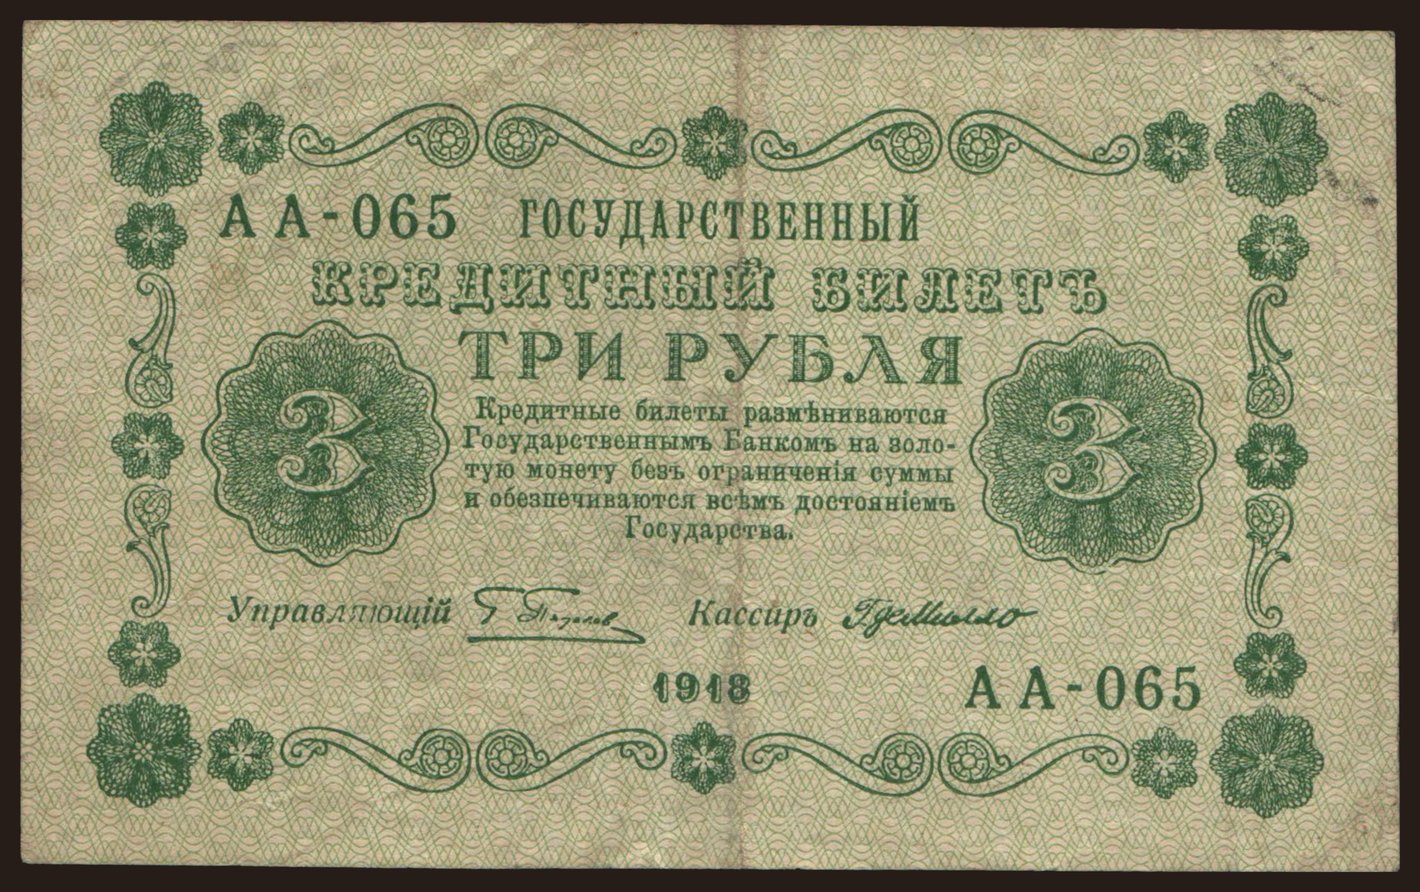 АА-065 ГОСУДАРСТВЕННЫЙ
КРЕДИТНЫЙ БИЛЕТЪ
ТРИ РУБЛЯ
3 3
Кредитные билеты размѣниваются
Государственнымъ Банкомъ на золо-
тую монету безъ ограниченія суммы
и обезпечиваются всѣмъ достояніемъ
Государства.
Управляющій Кассиръ
1918
АА-065